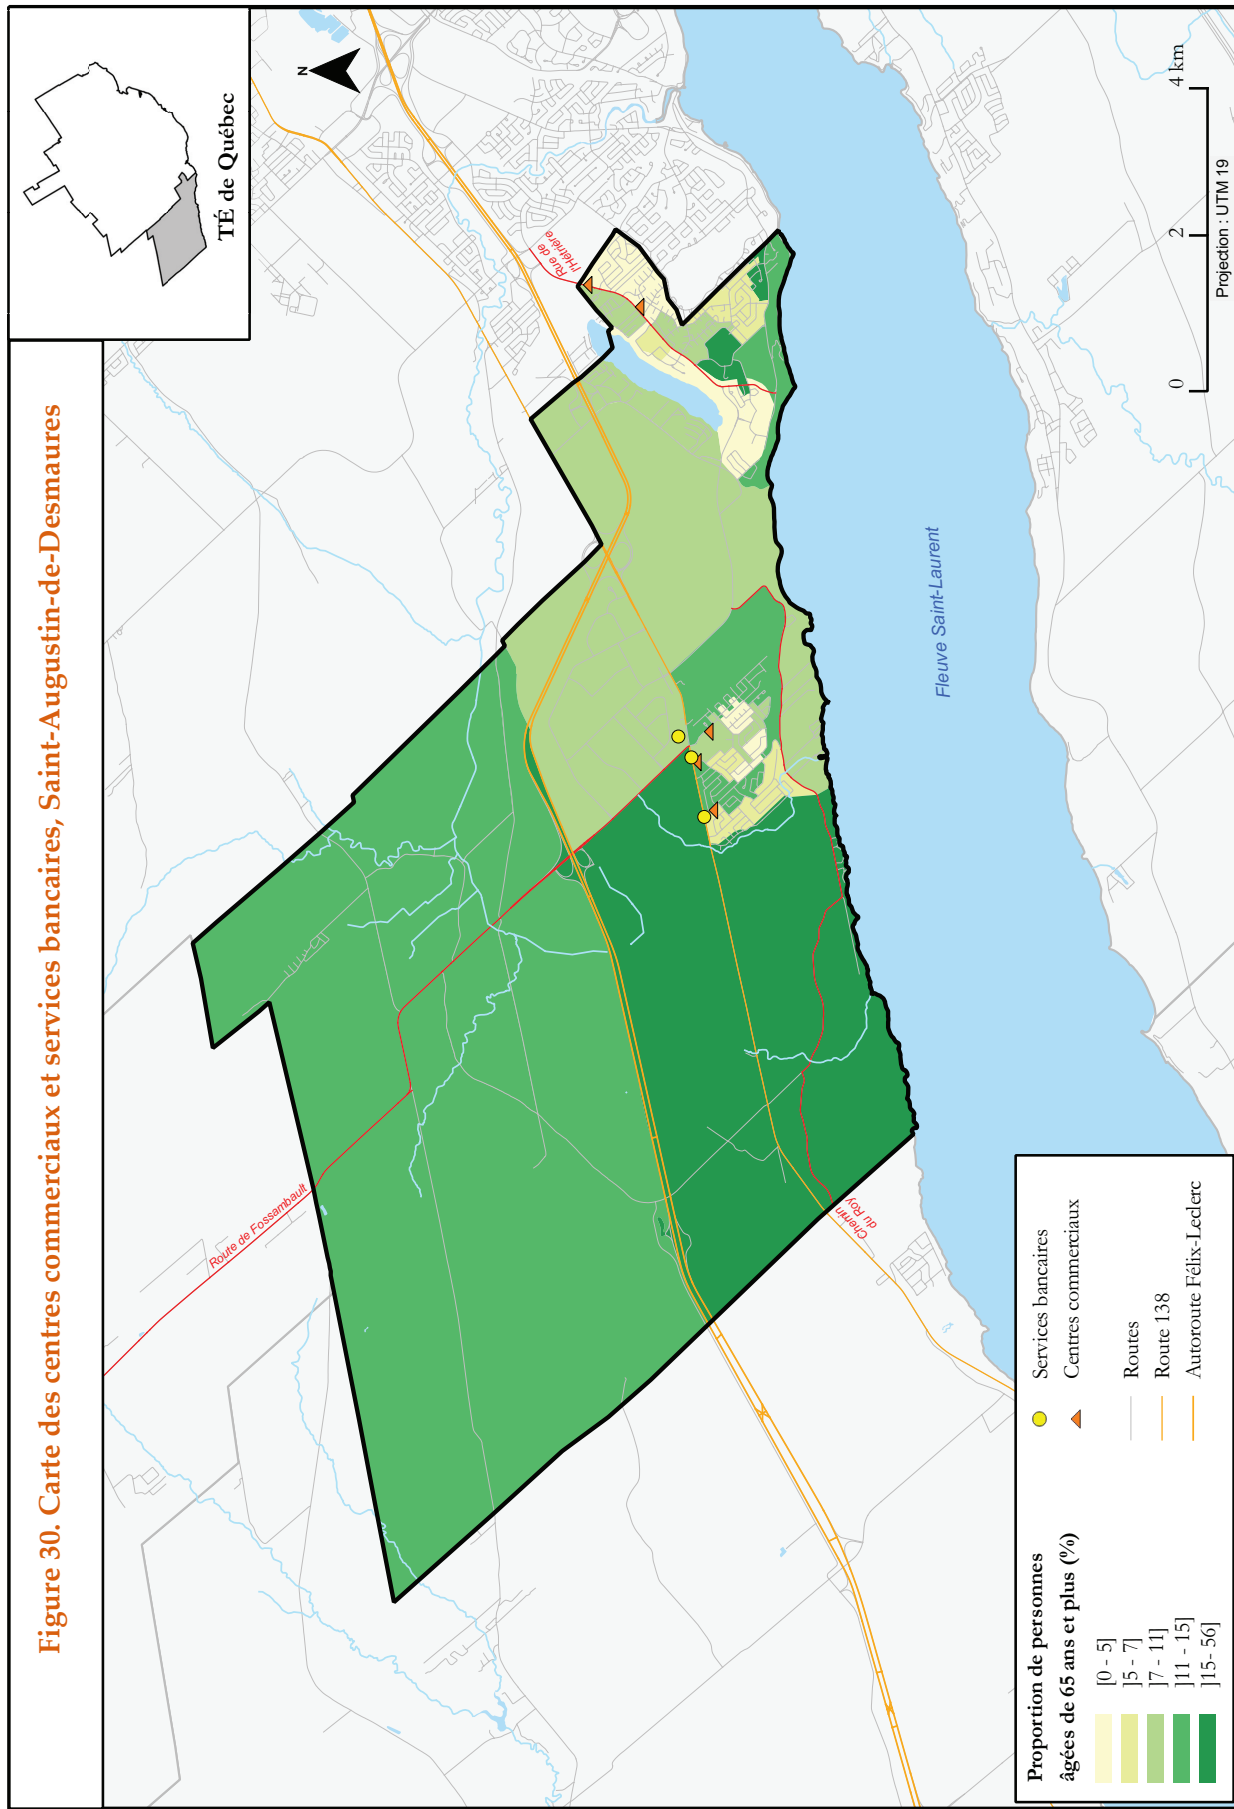 Figure 30. Carte des centres commerciaux et services bancaires, Saint-Augustin-de-Desmaures
TÉ de Québec
N
Route de Fossambault
Rue de
l'Hêtrière
Chemin
du Roy
Fleuve Saint-Laurent
Proportion de personnes
âgées de 65 ans et plus (%)
[0 - 5]
]5 - 7]
]7 - 11]
]11 - 15]
]15- 56]
Services bancaires
Centres commerciaux
Routes
Route 138
Autoroute Félix-Leclerc
0 2 4 km
Projection : UTM 19